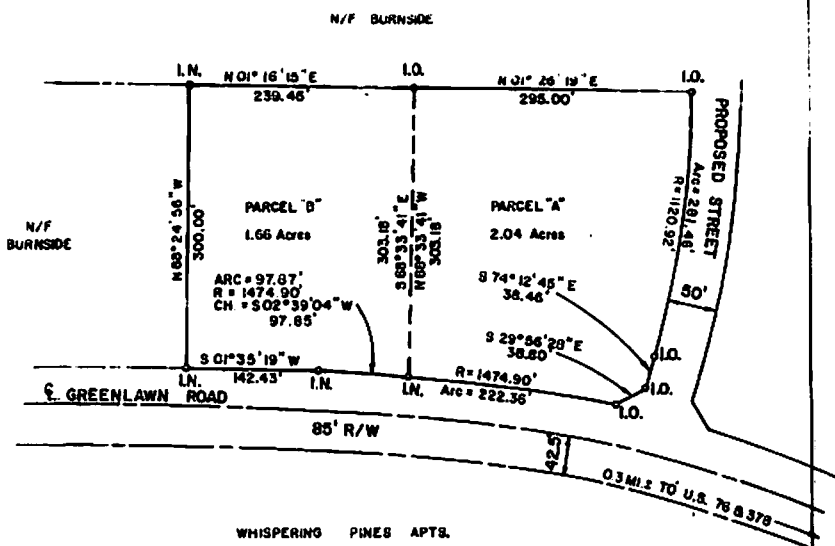 N/F BURNSIDE
I.N.
N 01° 16' 15" E
239.46'
I.O.
N 01° 26' 19" E
295.00'
I.O.
PROPOSED STREET
Arc = 281.48'
R = 1120.92'
N 88° 24' 56" W
300.00'
PARCEL "B"
1.66 Acres
303.18'
S 88° 33' 41" E
N 88° 33' 41" W
303.18'
PARCEL "A"
2.04 Acres
N/F
BURNSIDE
ARC = 97.87'
R = 1474.90'
CH. = S 02° 39' 04" W
97.85'
S 74° 12' 45" E
38.46'
50'
S 29° 56' 28" E
38.80'
I.O.
S 01° 35' 19" W
142.43'
I.N.
I.N.
I.N.
R = 1474.90'
Arc = 222.36'
I.O.
I.O.
℄ GREENLAWN ROAD
85' R/W
42.5'
0.3 MI.± TO U.S. 76 & 378
WHISPERING PINES APTS.